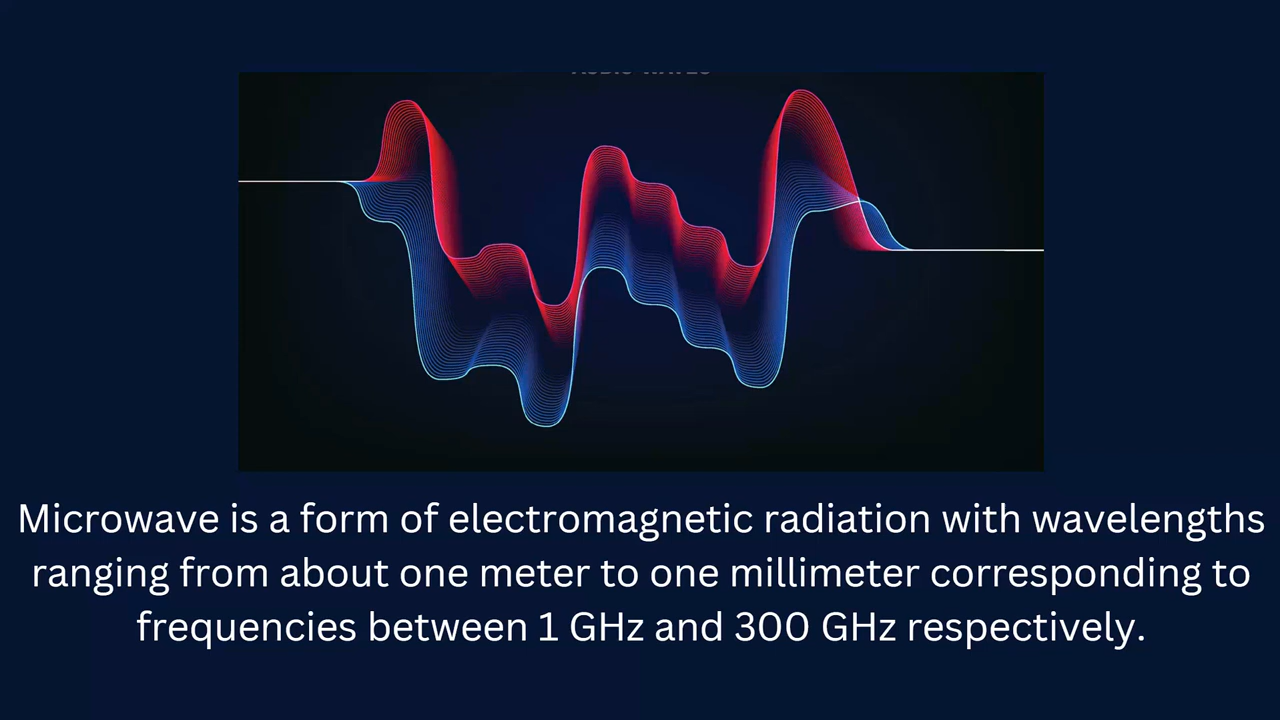 Microwave is a form of electromagnetic radiation with wavelengths
ranging from about one meter to one millimeter corresponding to
frequencies between 1 GHz and 300 GHz respectively.